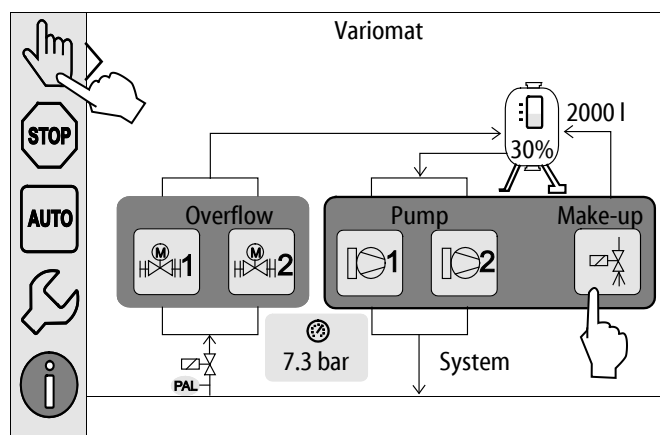 Variomat
STOP
2000 l
30%
AUTO
Overflow
Pump
Make-up
M
1
M
2
1
2
7.3 bar
System
PAL
i